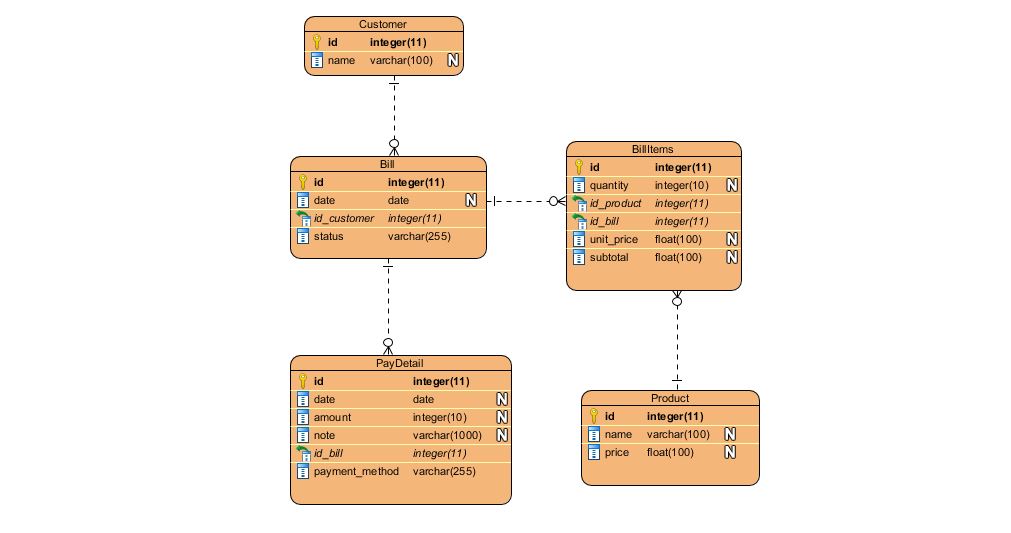 Customer
id integer(11)
name varchar(100) N
Bill
id integer(11)
date date N
id_customer integer(11)
status varchar(255)
BillItems
id integer(11)
quantity integer(10) N
id_product integer(11)
id_bill integer(11)
unit_price float(100) N
subtotal float(100) N
PayDetail
id integer(11)
date date N
amount integer(10) N
note varchar(1000) N
id_bill integer(11)
payment_method varchar(255)
Product
id integer(11)
name varchar(100) N
price float(100) N